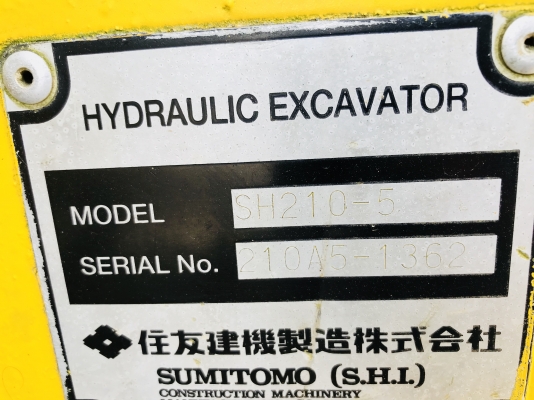 HYDRAULIC EXCAVATOR
MODEL SH210-5
SERIAL No. 210A5-1362
住友建機製造株式会社
SUMITOMO (S.H.I.)
CONSTRUCTION MACHINERY